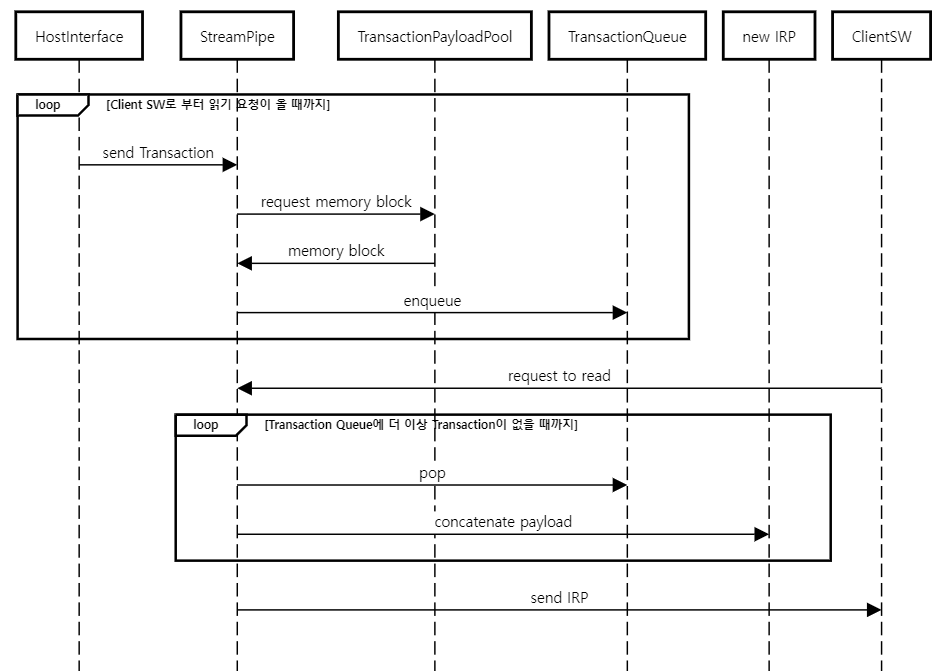 HostInterface
StreamPipe
TransactionPayloadPool
TransactionQueue
new IRP
ClientSW
loop
[Client SW로 부터 읽기 요청이 올 때까지]
send Transaction
request memory block
memory block
enqueue
request to read
loop
[Transaction Queue에 더 이상 Transaction이 없을 때까지]
pop
concatenate payload
send IRP